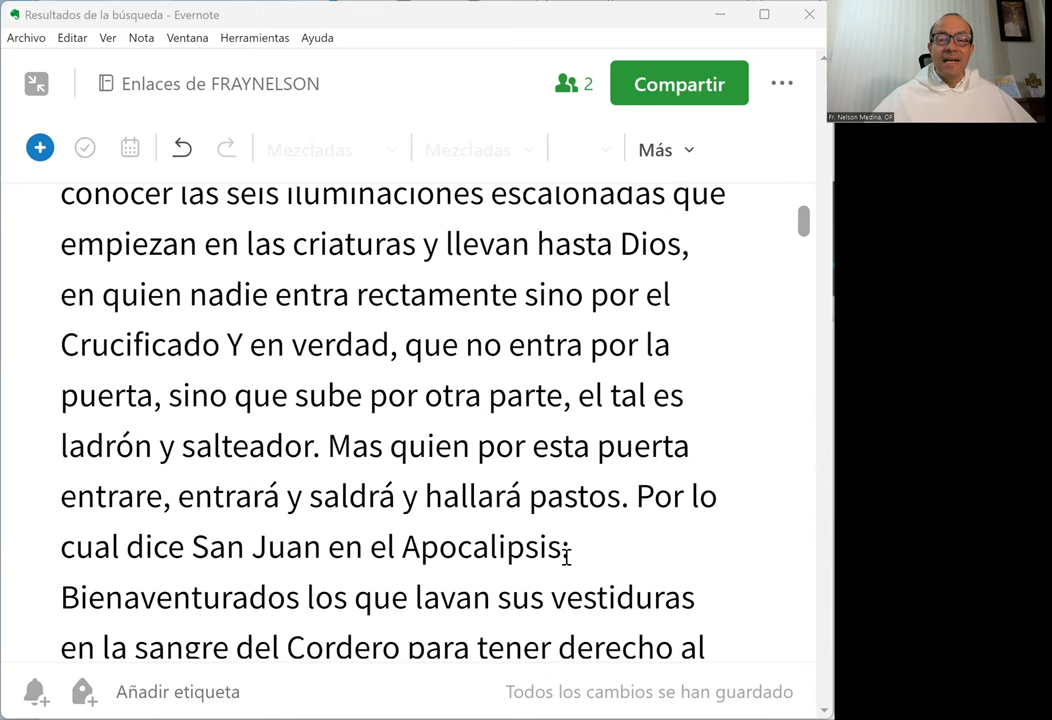 Resultados de la búsqueda - Evernote
Archivo Editar Ver Nota Ventana Herramientas Ayuda
Enlaces de FRAYNELSON
2
Compartir
Mezcladas
Mezcladas
Más
conocer las seis iluminaciones escalonadas que
empiezan en las criaturas y llevan hasta Dios,
en quien nadie entra rectamente sino por el
Crucificado Y en verdad, que no entra por la
puerta, sino que sube por otra parte, el tal es
ladrón y salteador. Mas quien por esta puerta
entrare, entrará y saldrá y hallará pastos. Por lo
cual dice San Juan en el Apocalipsis:
Bienaventurados los que lavan sus vestiduras
en la sangre del Cordero para tener derecho al
Añadir etiqueta
Todos los cambios se han guardado
Fr. Nelson Medina, OP